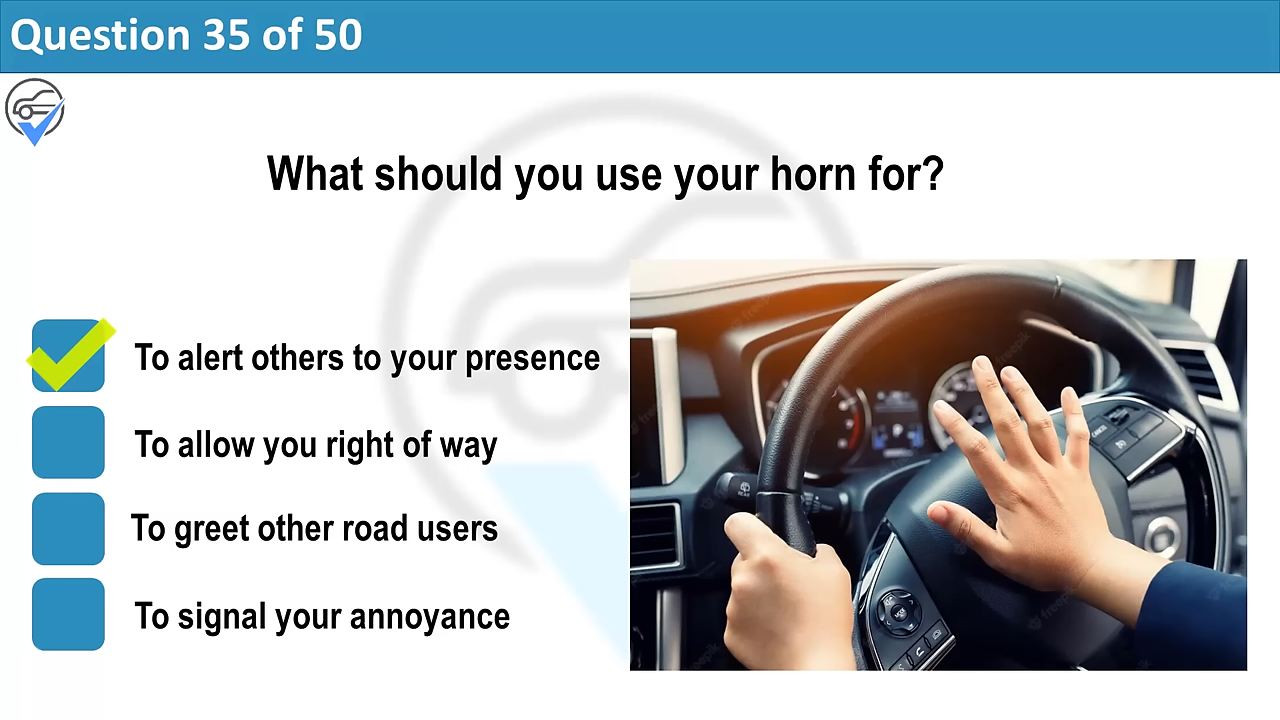 Question 35 of 50
What should you use your horn for?
To alert others to your presence
To allow you right of way
To greet other road users
To signal your annoyance